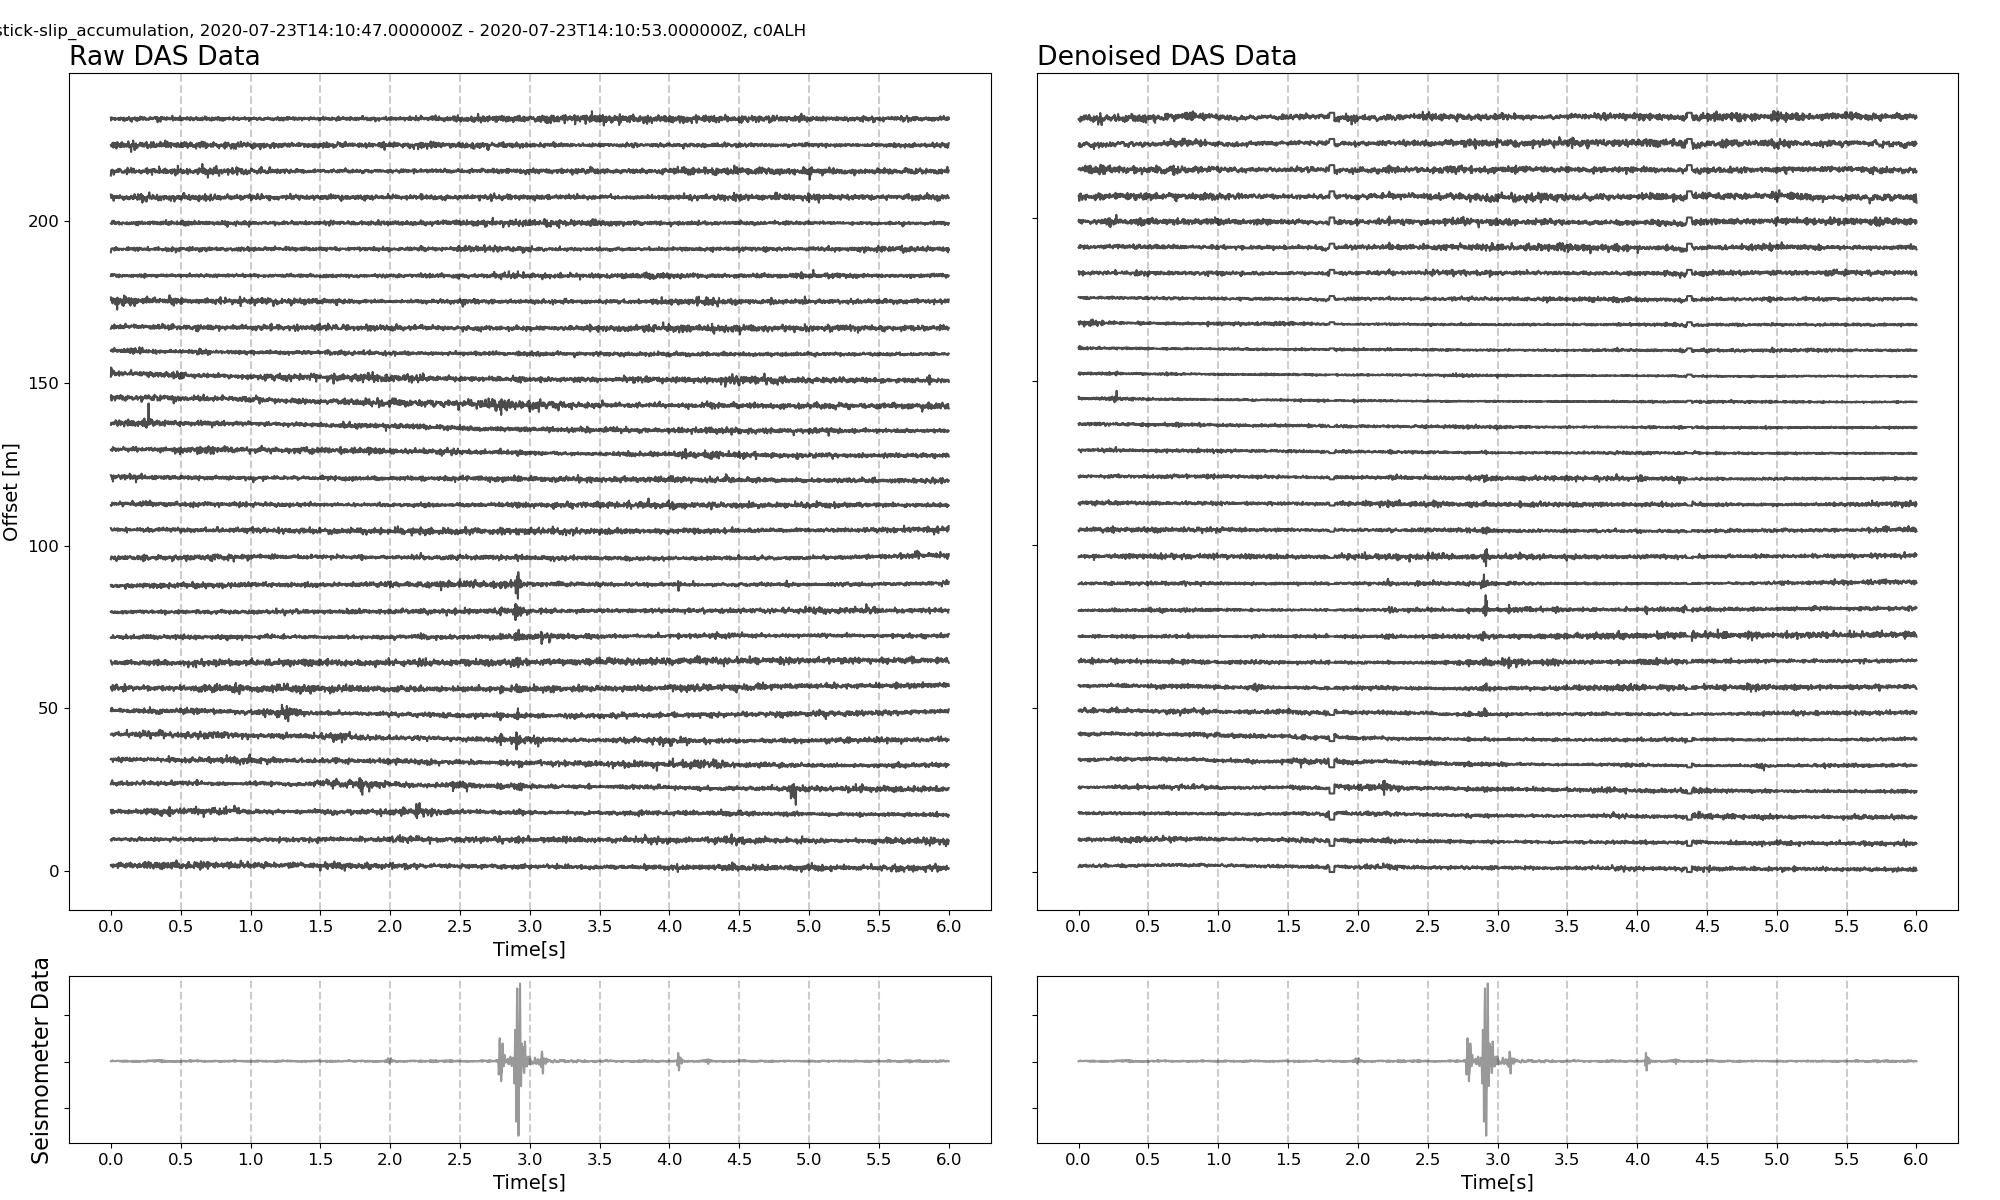 stick-slip_accumulation, 2020-07-23T14:10:47.000000Z - 2020-07-23T14:10:53.000000Z, c0ALH
Raw DAS Data
Denoised DAS Data
Offset [m]
200
150
100
50
0
0.0 0.5 1.0 1.5 2.0 2.5 3.0 3.5 4.0 4.5 5.0 5.5 6.0
Time[s]
0.0 0.5 1.0 1.5 2.0 2.5 3.0 3.5 4.0 4.5 5.0 5.5 6.0
Seismometer Data
0.0 0.5 1.0 1.5 2.0 2.5 3.0 3.5 4.0 4.5 5.0 5.5 6.0
Time[s]
0.0 0.5 1.0 1.5 2.0 2.5 3.0 3.5 4.0 4.5 5.0 5.5 6.0
Time[s]